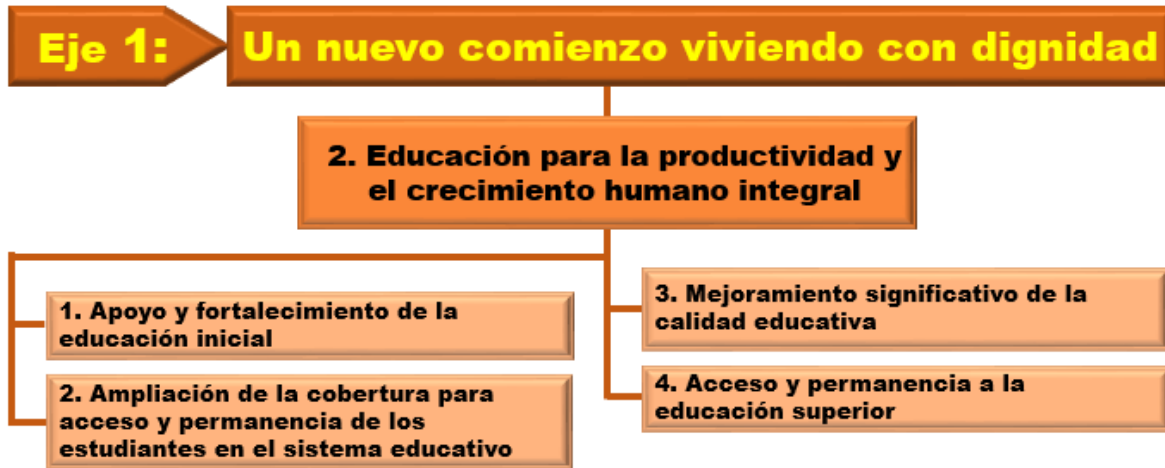 Eje 1:
Un nuevo comienzo viviendo con dignidad
2. Educación para la productividad y
el crecimiento humano integral
1. Apoyo y fortalecimiento de la
educación inicial
2. Ampliación de la cobertura para
acceso y permanencia de los
estudiantes en el sistema educativo
3. Mejoramiento significativo de la
calidad educativa
4. Acceso y permanencia a la
educación superior